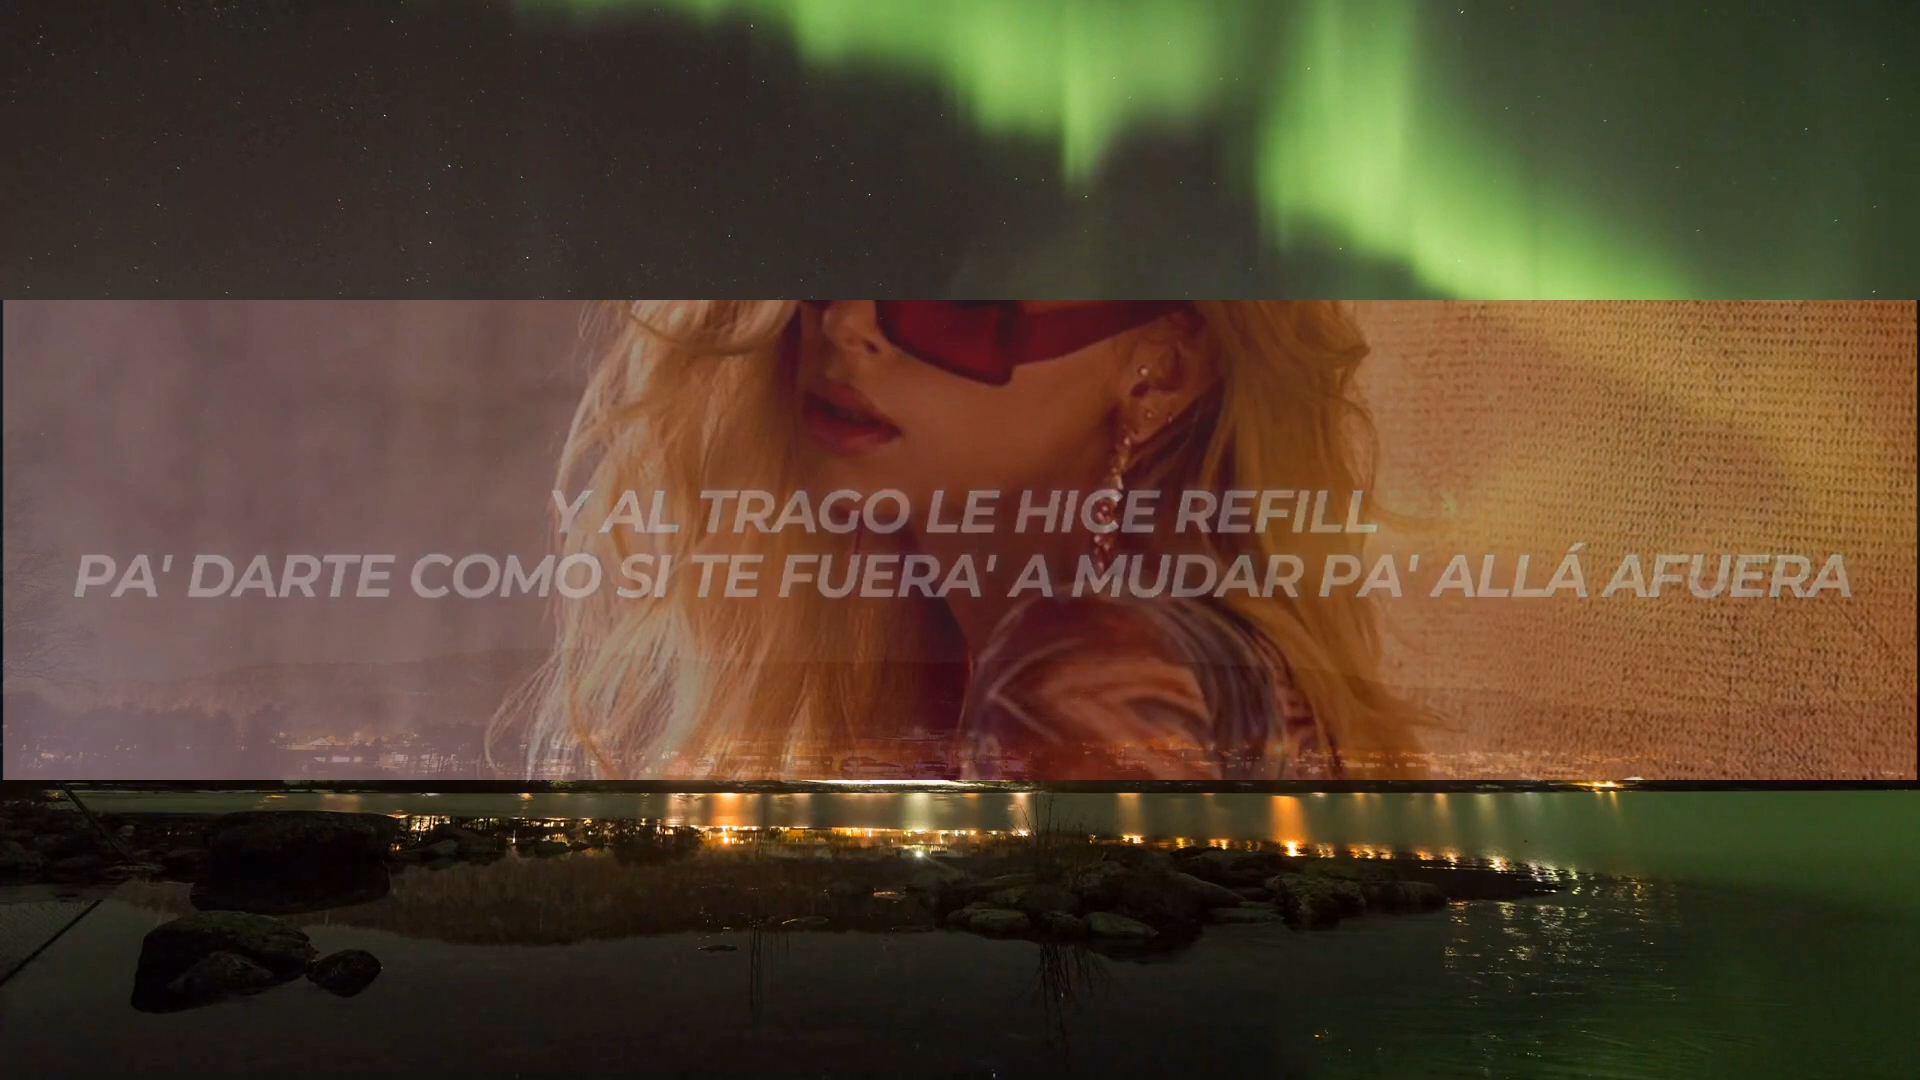 Y AL TRAGO LE HICE REFILL
PA' DARTE COMO SI TE FUERA' A MUDAR PA' ALLÁ AFUERA